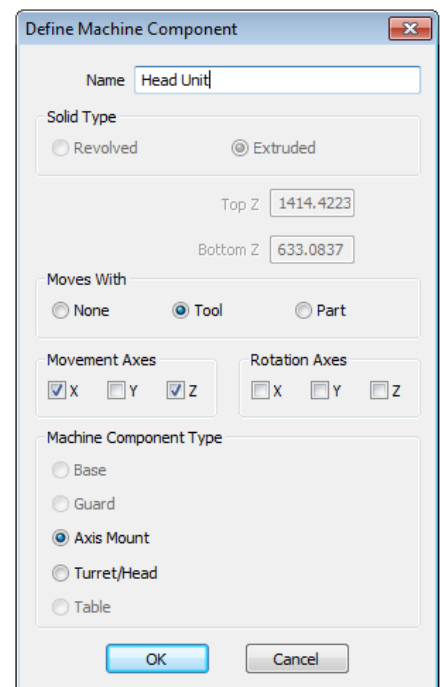 Define Machine Component
Name Head Unit
Solid Type
Revolved Extruded
Top Z 1414.4223
Bottom Z 633.0837
Moves With
None Tool Part
Movement Axes Rotation Axes
X Y Z X Y Z
Machine Component Type
Base
Guard
Axis Mount
Turret/Head
Table
OK Cancel